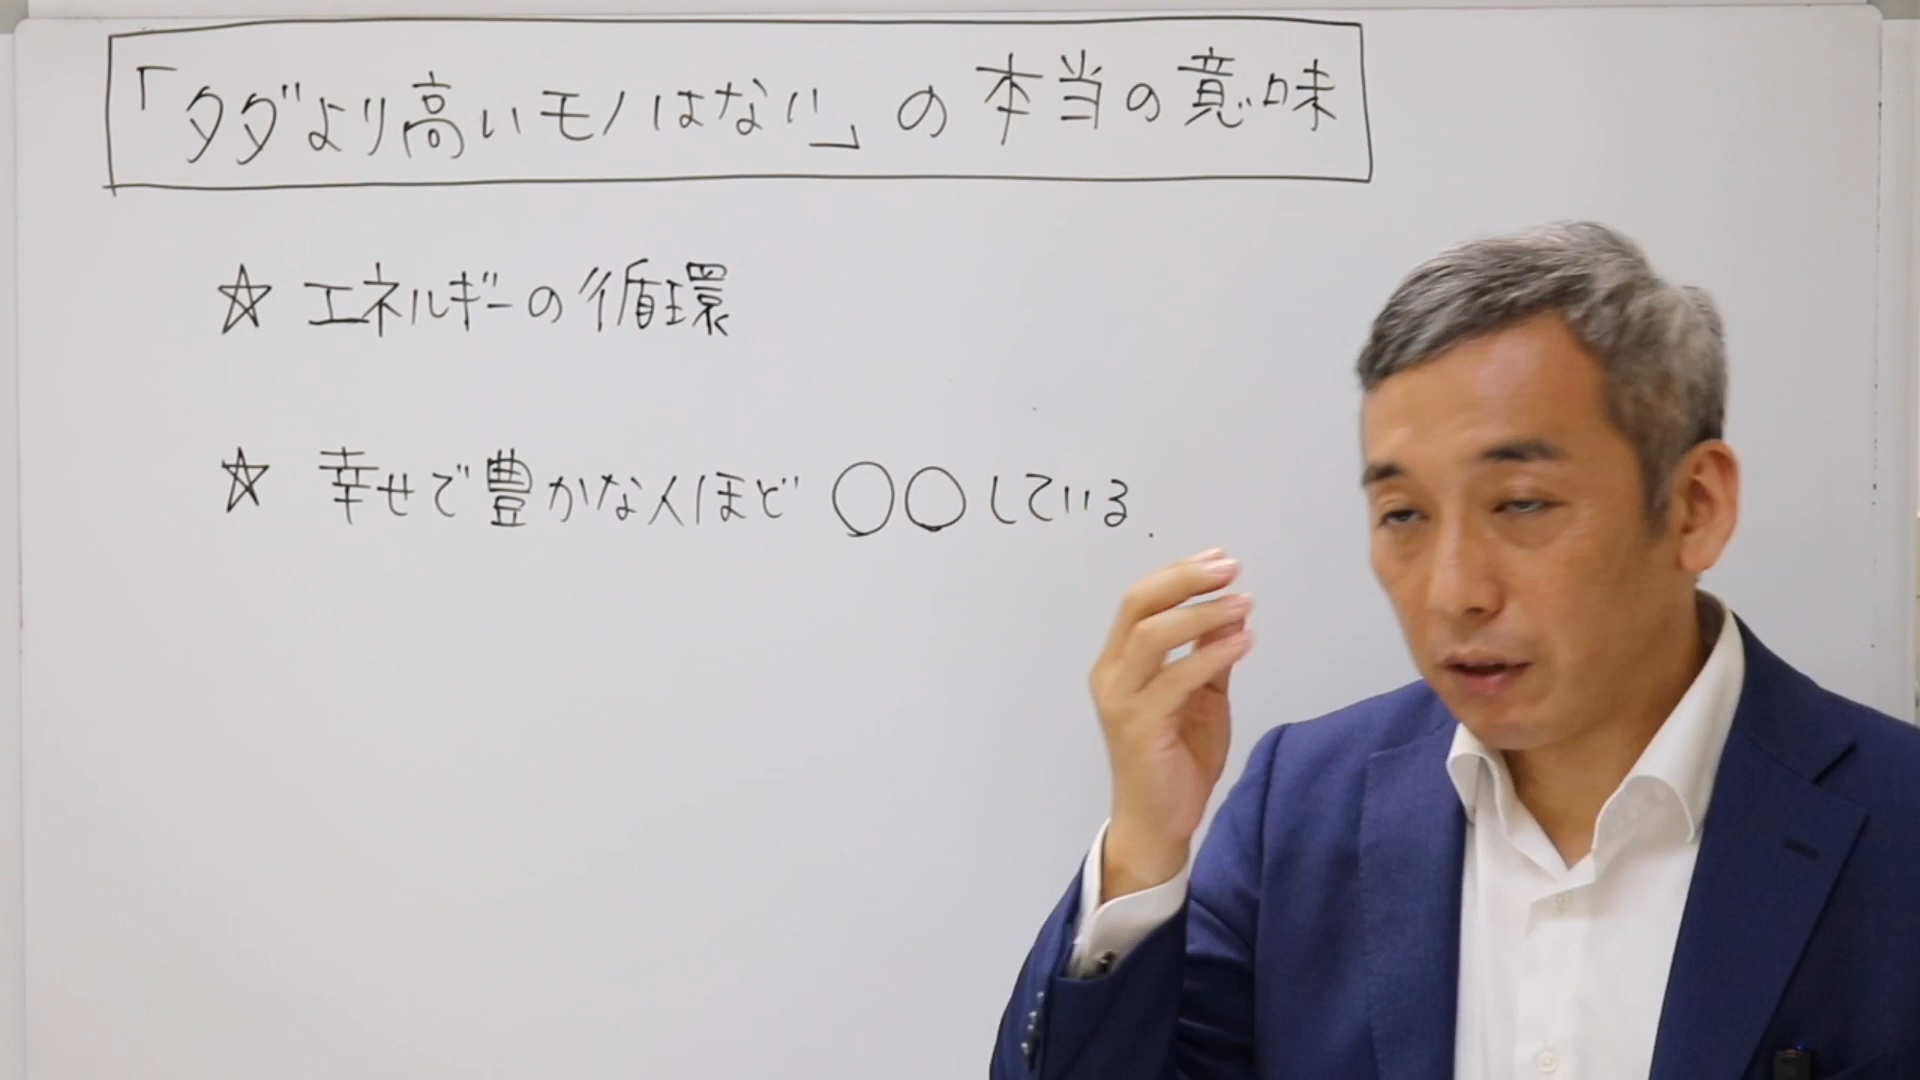 「タダより高いモノはない」の本当の意味
☆ エネルギーの循環
☆ 幸せで豊かな人ほど ○○している.